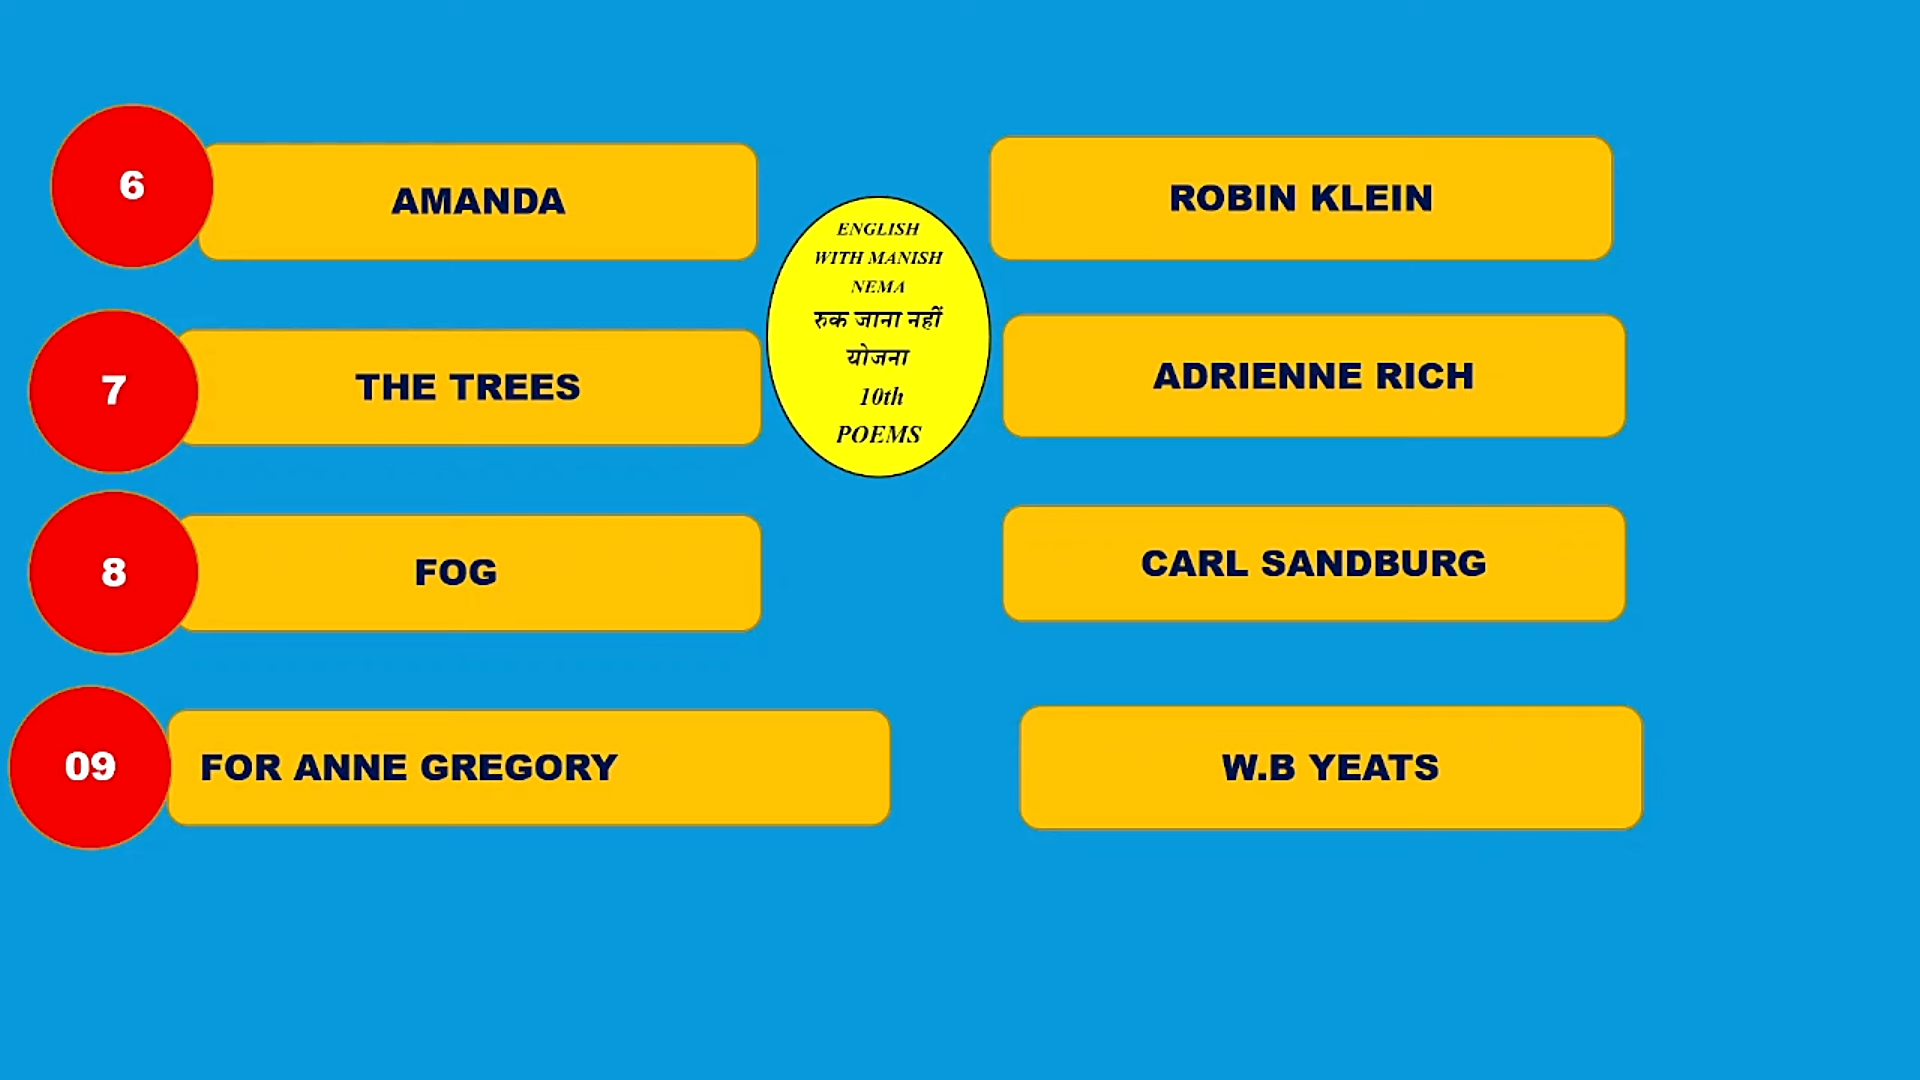 6
AMANDA
ROBIN KLEIN
ENGLISH
WITH MANISH
NEMA
रुक जाना नहीं
योजना
10th
POEMS
7
THE TREES
ADRIENNE RICH
8
FOG
CARL SANDBURG
09
FOR ANNE GREGORY
W.B YEATS